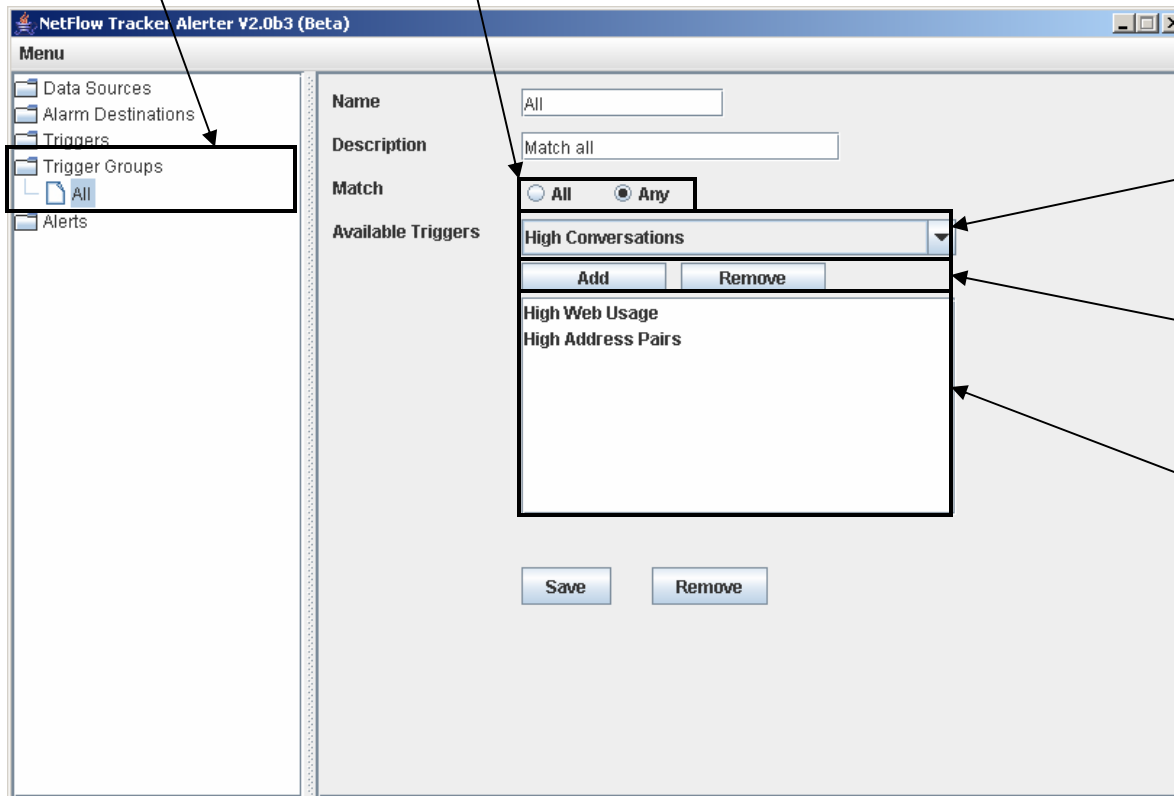 NetFlow Tracker Alerter V2.0b3 (Beta)
Menu
Data Sources
Alarm Destinations
Triggers
Trigger Groups
All
Alerts
Name All
Description Match all
Match All Any
Available Triggers High Conversations
Add Remove
High Web Usage
High Address Pairs
Save Remove